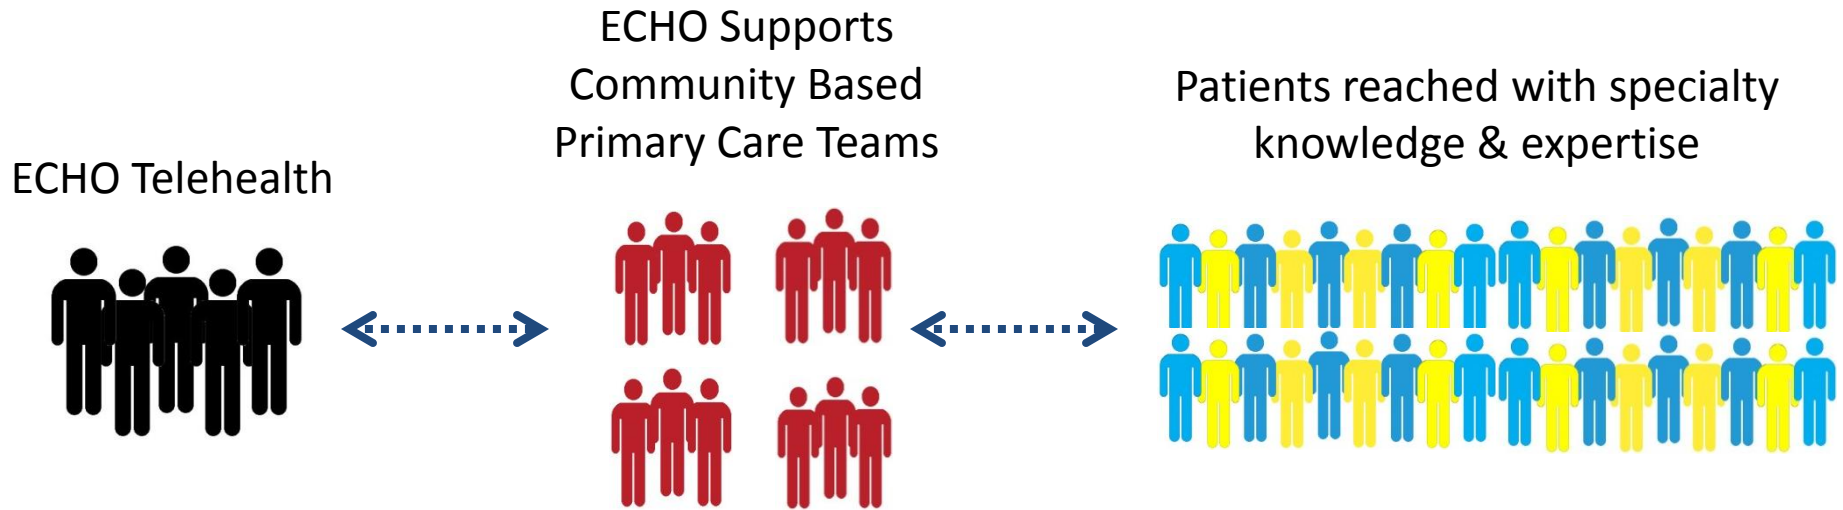 ECHO Telehealth
ECHO Supports
Community Based
Primary Care Teams
Patients reached with specialty
knowledge & expertise